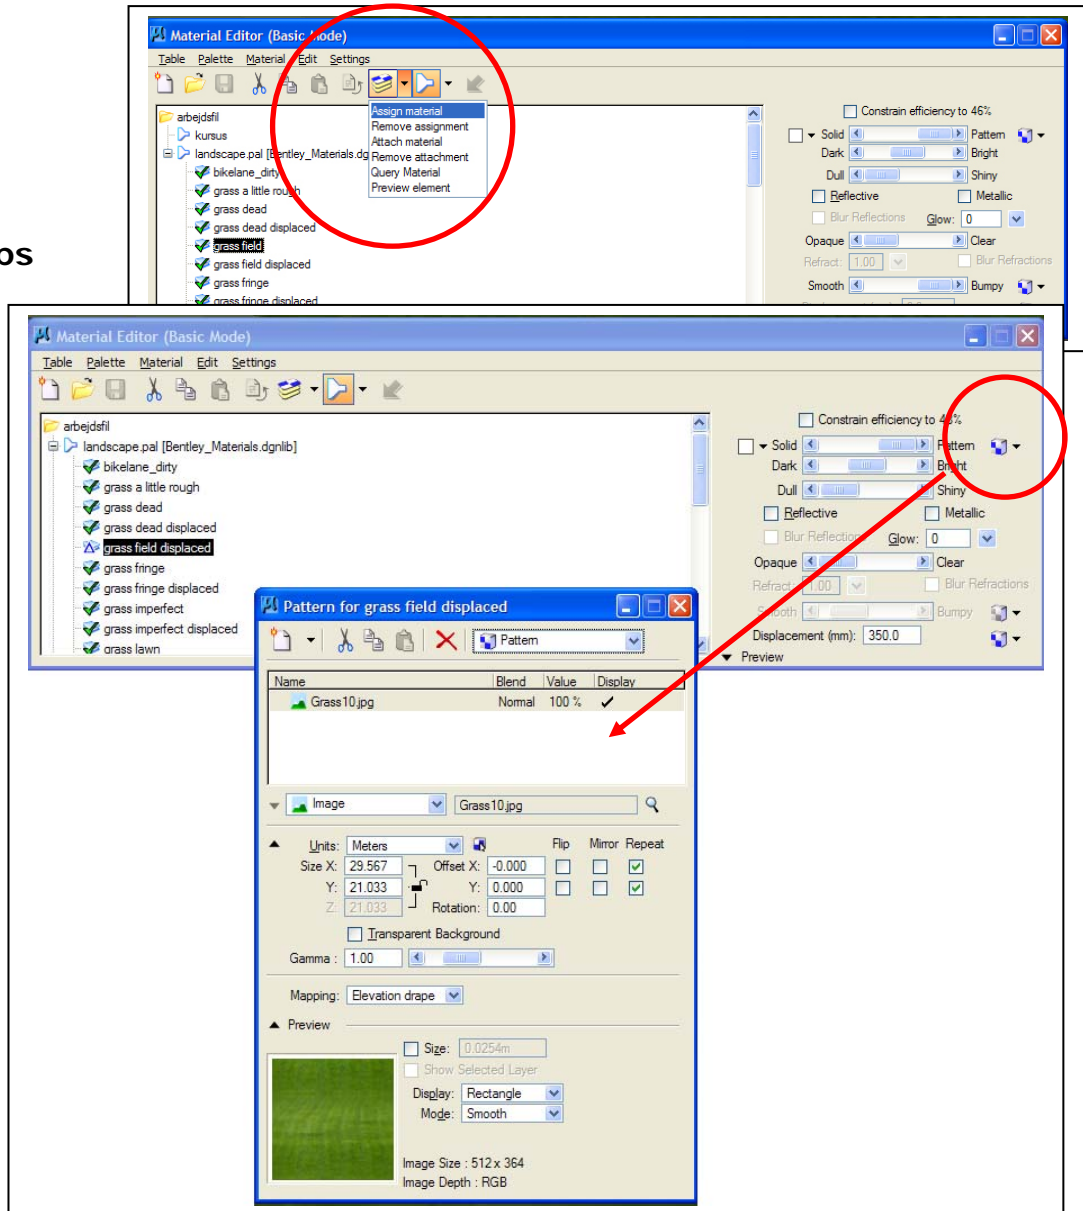 Material Editor (Basic Mode)
Table Palette Material Edit Settings
Assign material
Remove assignment
Attach material
Remove attachment
Query Material
Preview element
arbejdsfil
kursus
landscape.pal [Bentley_Materials.dg
bikelane_dirty
grass a little rough
grass dead
grass dead displaced
grass field
grass field displaced
grass fringe
grass fringe displaced
Constrain efficiency to 46%
Solid Pattern
Dark Bright
Dull Shiny
Reflective Metallic
Blur Reflections Glow: 0
Opaque Clear
Refract: 1.00 Blur Refractions
Smooth Bumpy
ps
Material Editor (Basic Mode)
Table Palette Material Edit Settings
arbejdsfil
landscape.pal [Bentley_Materials.dgnlib]
bikelane_dirty
grass a little rough
grass dead
grass dead displaced
grass field displaced
grass fringe
grass fringe displaced
grass imperfect
grass imperfect displaced
grass lawn
Constrain efficiency to 46%
Solid Pattern
Dark Bright
Dull Shiny
Reflective Metallic
Blur Reflections Glow: 0
Opaque Clear
Refract: 1.00 Blur Refractions
Smooth Bumpy
Displacement (mm): 350.0
Preview
Pattern for grass field displaced
Pattern
Name Blend Value Display
Grass10.jpg Normal 100 %
Image Grass10.jpg
Units: Meters Flip Mirror Repeat
Size X: 29.567 Offset X: -0.000
Y: 21.033 Y: 0.000
Z: 21.033 Rotation: 0.00
Transparent Background
Gamma : 1.00
Mapping: Elevation drape
Preview
Size: 0.0254m
Show Selected Layer
Display: Rectangle
Mode: Smooth
Image Size : 512 x 364
Image Depth : RGB